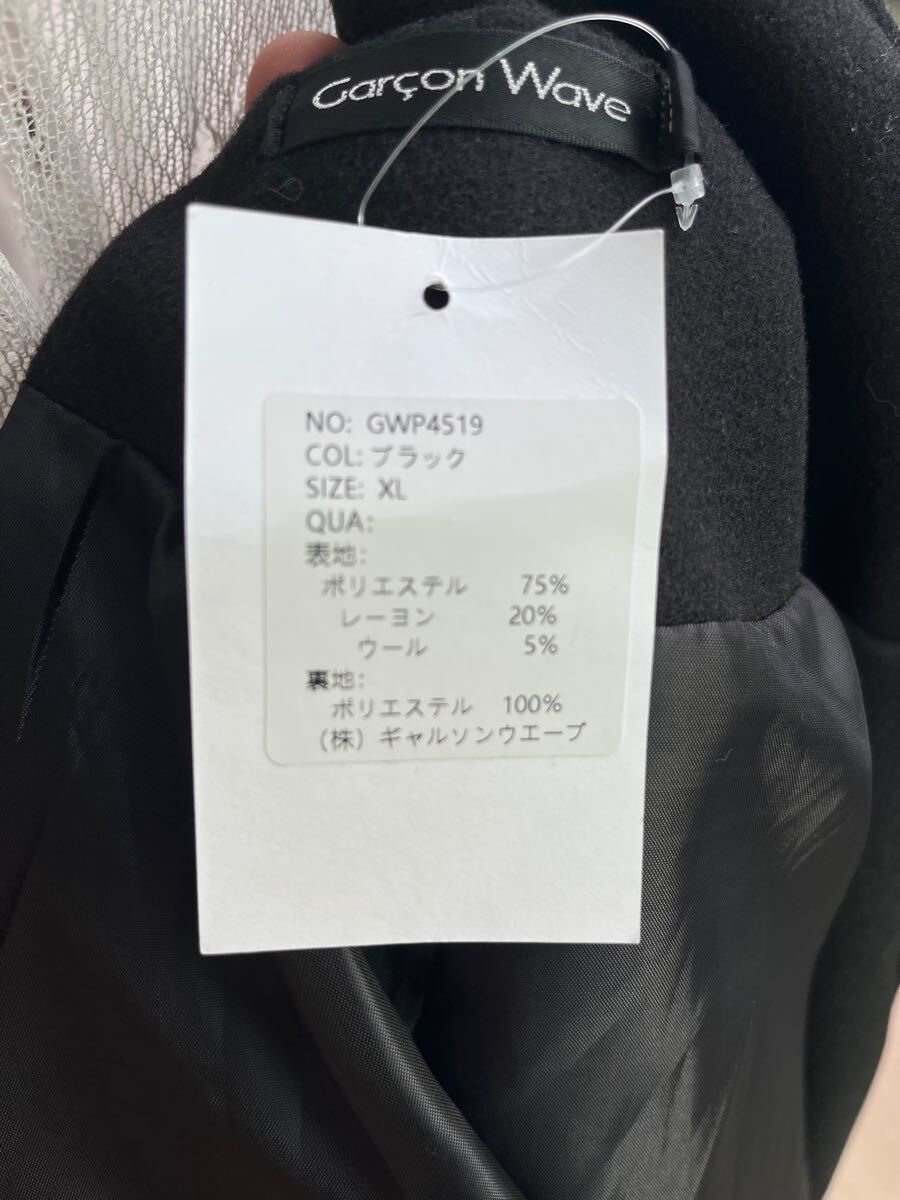 Garçon Wave
NO: GWP4519
COL: ブラック
SIZE: XL
QUA:
表地:
ポリエステル 75%
レーヨン 20%
ウール 5%
裏地:
ポリエステル 100%
(株) ギャルソンウエーブ